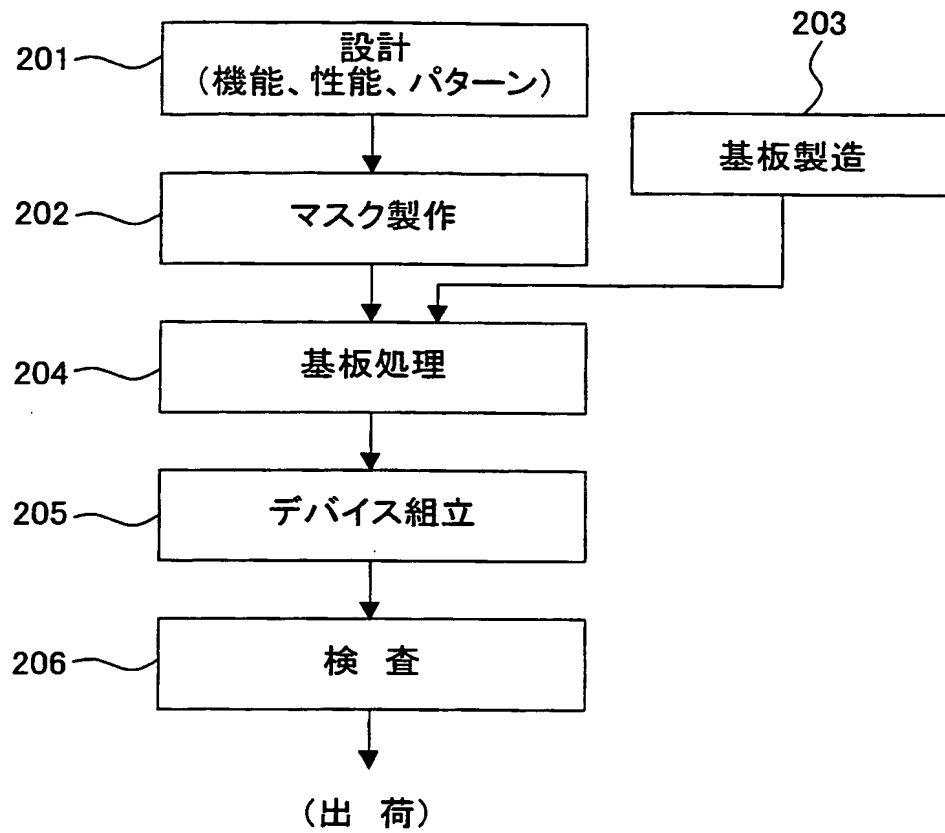 201
設計
(機能、性能、パターン)
203
基板製造
202
マスク製作
204
基板処理
205
デバイス組立
206
検 査
(出 荷)